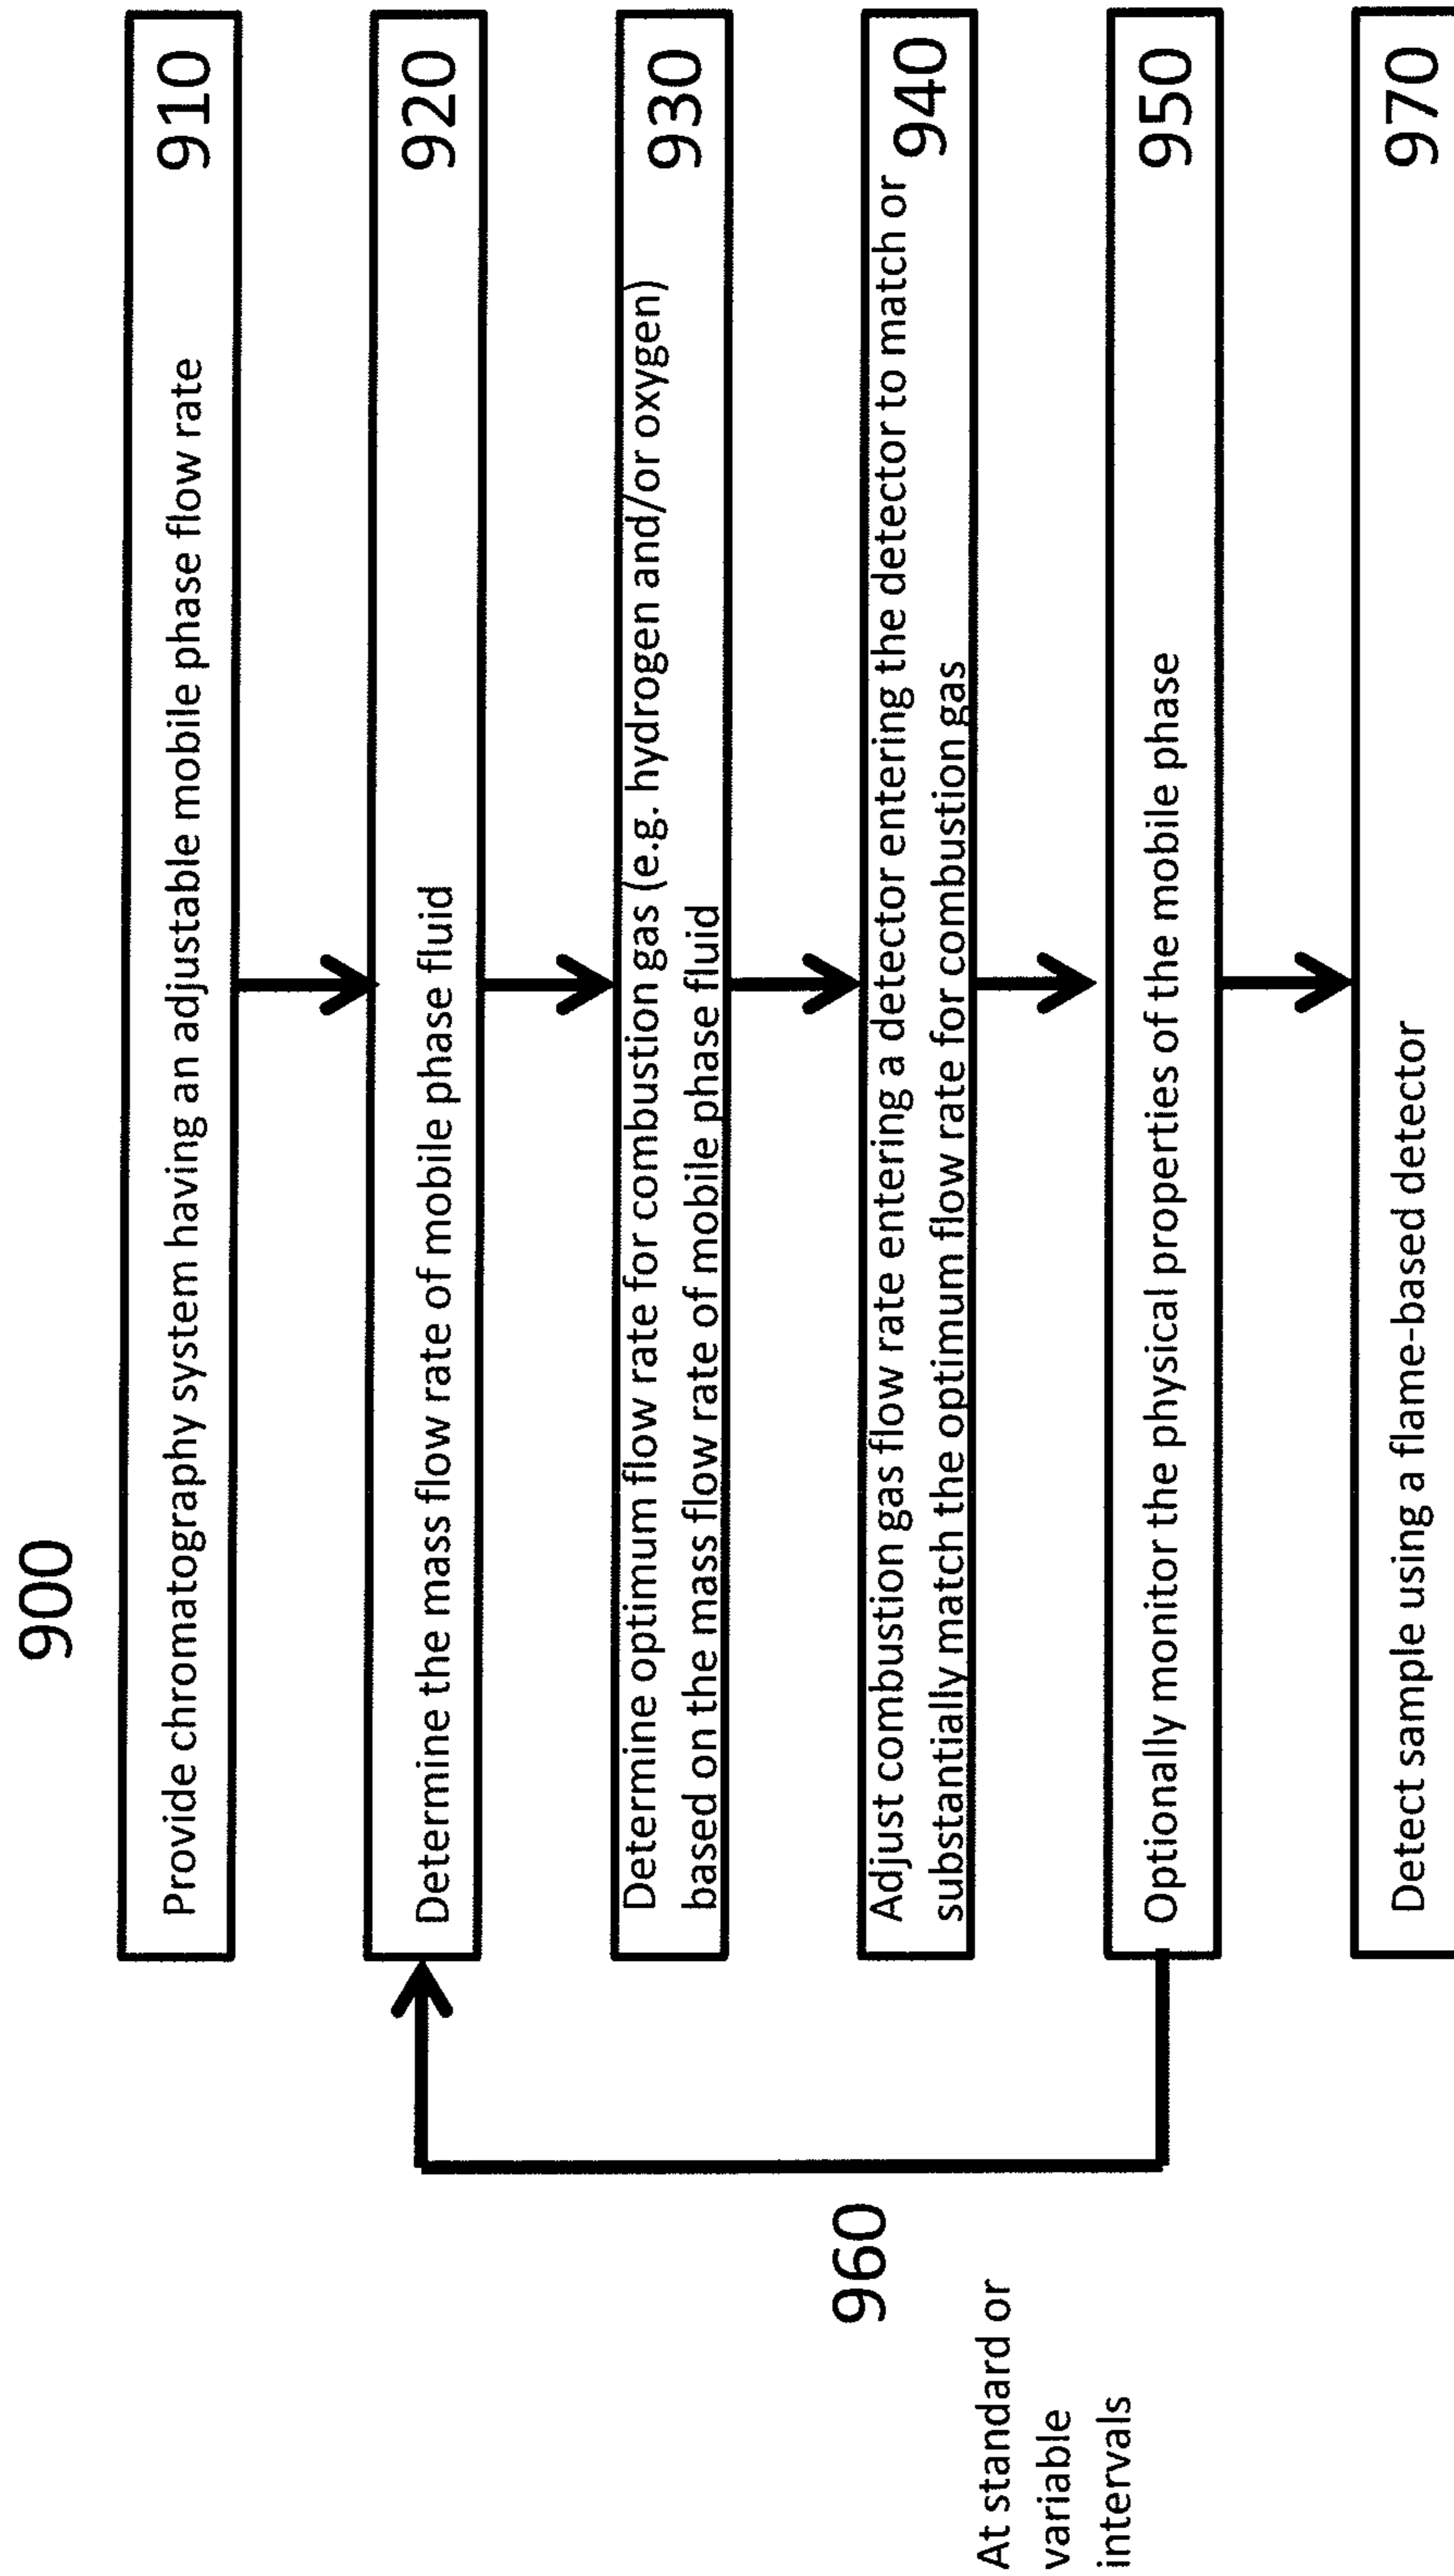 900
Provide chromatography system having an adjustable mobile phase flow rate
910
Determine the mass flow rate of mobile phase fluid
920
Determine optimum flow rate for combustion gas (e.g. hydrogen and/or oxygen)
based on the mass flow rate of mobile phase fluid
930
Adjust combustion gas flow rate entering a detector entering the detector to match or
substantially match the optimum flow rate for combustion gas
940
Optionally monitor the physical properties of the mobile phase
950
960
At standard or
variable
intervals
Detect sample using a flame-based detector
970